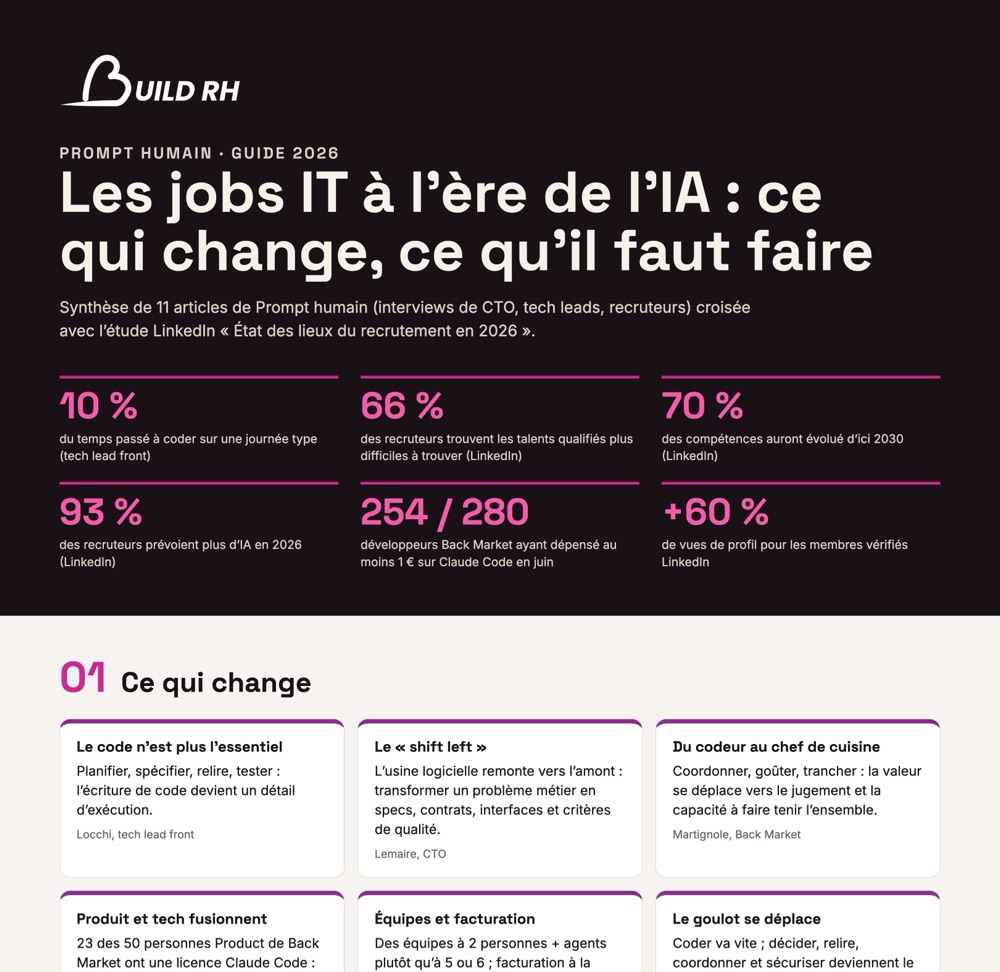 BUILD RH
PROMPT HUMAIN · GUIDE 2026
Les jobs IT à l’ère de l’IA : ce
qui change, ce qu’il faut faire
Synthèse de 11 articles de Prompt humain (interviews de CTO, tech leads, recruteurs) croisée
avec l’étude LinkedIn « État des lieux du recrutement en 2026 ».
10 %
du temps passé à coder sur une journée type
(tech lead front)
66 %
des recruteurs trouvent les talents qualifiés plus
difficiles à trouver (LinkedIn)
70 %
des compétences auront évolué d’ici 2030
(LinkedIn)
93 %
des recruteurs prévoient plus d’IA en 2026
(LinkedIn)
254 / 280
développeurs Back Market ayant dépensé au
moins 1 € sur Claude Code en juin
+60 %
de vues de profil pour les membres vérifiés
LinkedIn
01 Ce qui change
Le code n’est plus l’essentiel
Planifier, spécifier, relire, tester :
l’écriture de code devient un détail
d’exécution.
Locchi, tech lead front
Le « shift left »
L’usine logicielle remonte vers l’amont :
transformer un problème métier en
specs, contrats, interfaces et critères
de qualité.
Lemaire, CTO
Du codeur au chef de cuisine
Coordonner, goûter, trancher : la valeur
se déplace vers le jugement et la
capacité à faire tenir l’ensemble.
Martignole, Back Market
Produit et tech fusionnent
23 des 50 personnes Product de Back
Market ont une licence Claude Code :
Équipes et facturation
Des équipes à 2 personnes + agents
plutôt qu’à 5 ou 6 ; facturation à la
Le goulot se déplace
Coder va vite ; décider, relire,
coordonner et sécuriser deviennent le